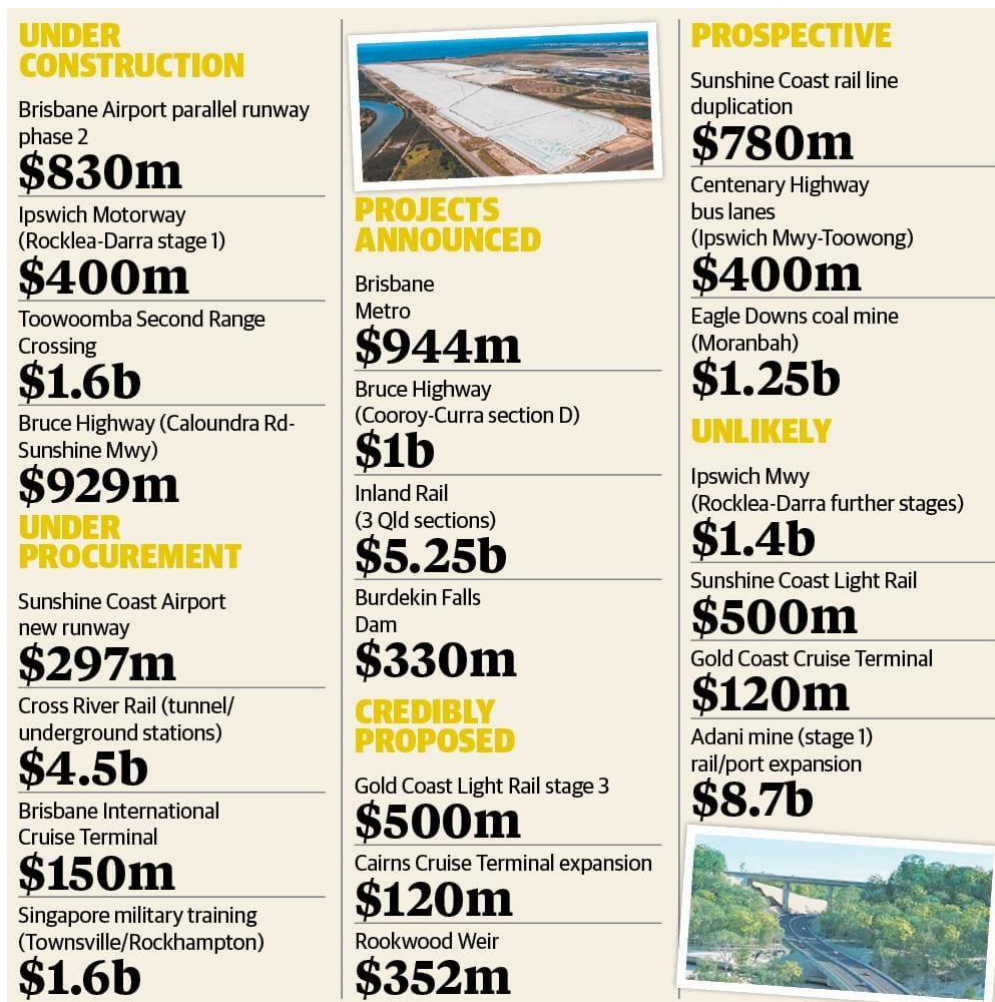 UNDER
CONSTRUCTION
Brisbane Airport parallel runway
phase 2
$830m
Ipswich Motorway
(Rocklea-Darra stage 1)
$400m
Toowoomba Second Range
Crossing
$1.6b
Bruce Highway (Caloundra Rd-
Sunshine Mwy)
$929m
UNDER
PROCUREMENT
Sunshine Coast Airport
new runway
$297m
Cross River Rail (tunnel/
underground stations)
$4.5b
Brisbane International
Cruise Terminal
$150m
Singapore military training
(Townsville/Rockhampton)
$1.6b
PROJECTS
ANNOUNCED
Brisbane
Metro
$944m
Bruce Highway
(Cooroy-Curra section D)
$1b
Inland Rail
(3 Qld sections)
$5.25b
Burdekin Falls
Dam
$330m
CREDIBLY
PROPOSED
Gold Coast Light Rail stage 3
$500m
Cairns Cruise Terminal expansion
$120m
Rookwood Weir
$352m
PROSPECTIVE
Sunshine Coast rail line
duplication
$780m
Centenary Highway
bus lanes
(Ipswich Mwy-Toowong)
$400m
Eagle Downs coal mine
(Moranbah)
$1.25b
UNLIKELY
Ipswich Mwy
(Rocklea-Darra further stages)
$1.4b
Sunshine Coast Light Rail
$500m
Gold Coast Cruise Terminal
$120m
Adani mine (stage 1)
rail/port expansion
$8.7b